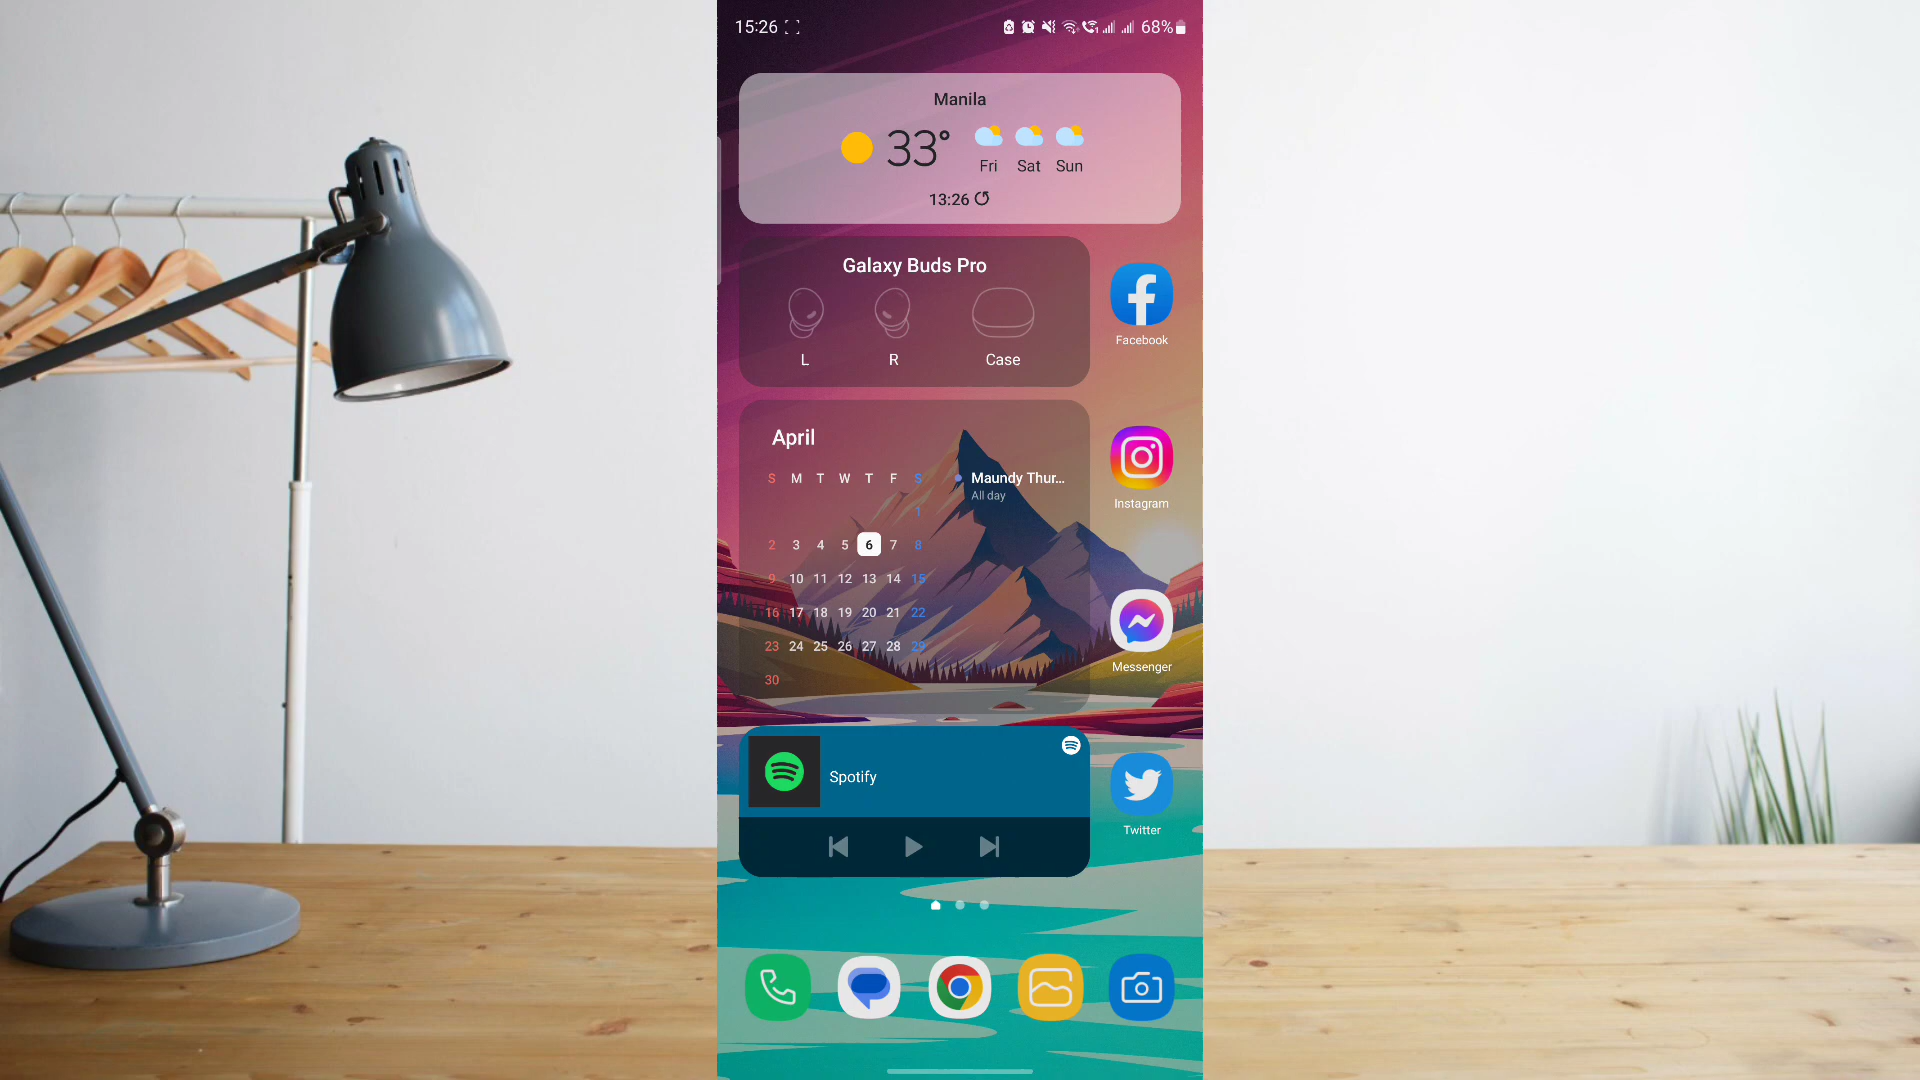 15:26 68%
Manila
33°
Fri Sat Sun
13:26
Galaxy Buds Pro
L R Case
Facebook
April
S M T W T F S
Maundy Thur...
All day
1
2 3 4 5 6 7 8
9 10 11 12 13 14 15
16 17 18 19 20 21 22
23 24 25 26 27 28 29
30
Instagram
Messenger
Spotify
Twitter